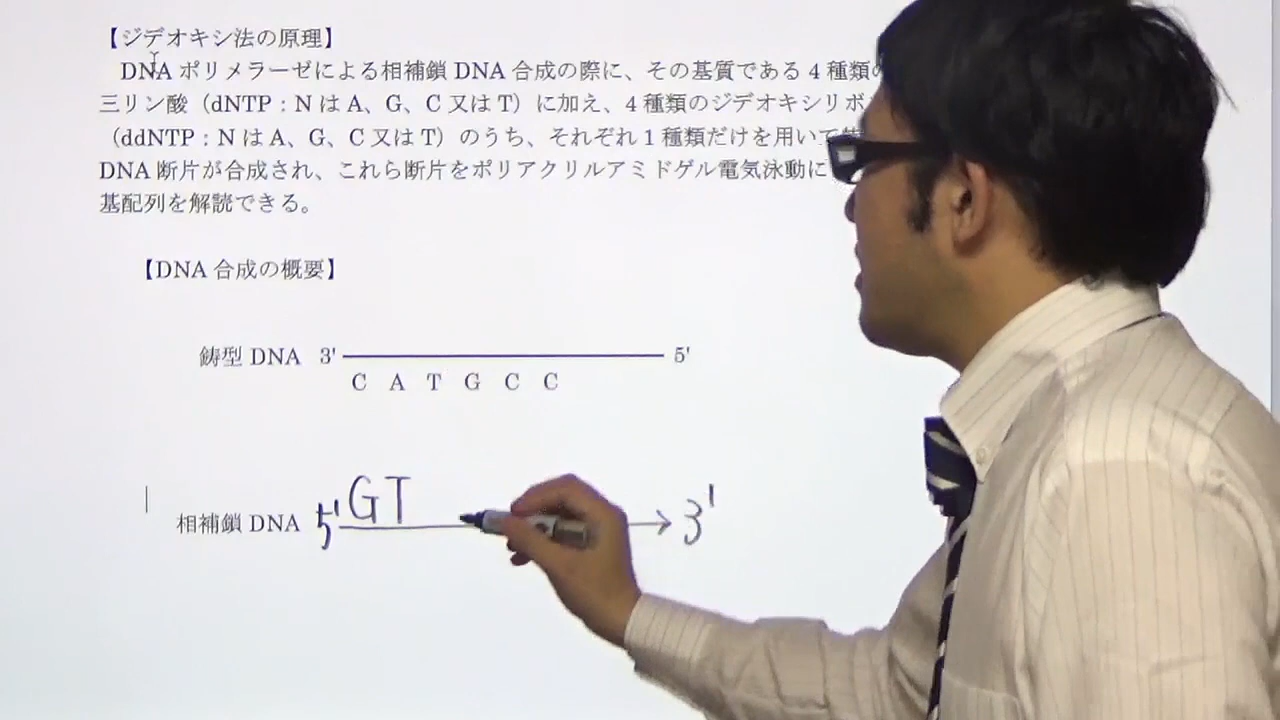 【ジデオキシ法の原理】
DNA ポリメラーゼによる相補鎖 DNA 合成の際に、その基質である 4 種類の
三リン酸（dNTP：N は A、G、C 又は T）に加え、4 種類のジデオキシリボ
（ddNTP：N は A、G、C 又は T）のうち、それぞれ 1 種類だけを用いて
DNA 断片が合成され、これら断片をポリアクリルアミドゲル電気泳動に
基配列を解読できる。
【DNA 合成の概要】
鋳型 DNA 3' 5'
C A T G C C
相補鎖 DNA 5' GT 3'